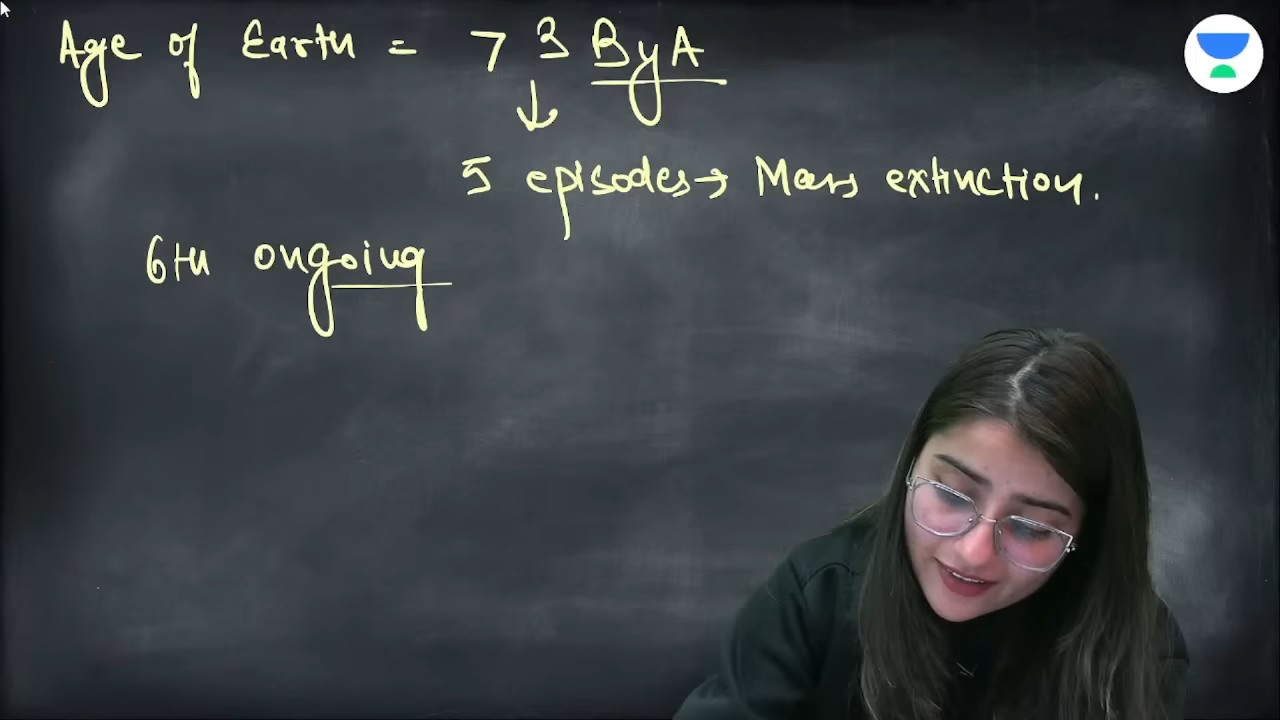 Age of Earth = 7 3 ByA
↓
5 episodes → Mass extinction.
6th ongoing